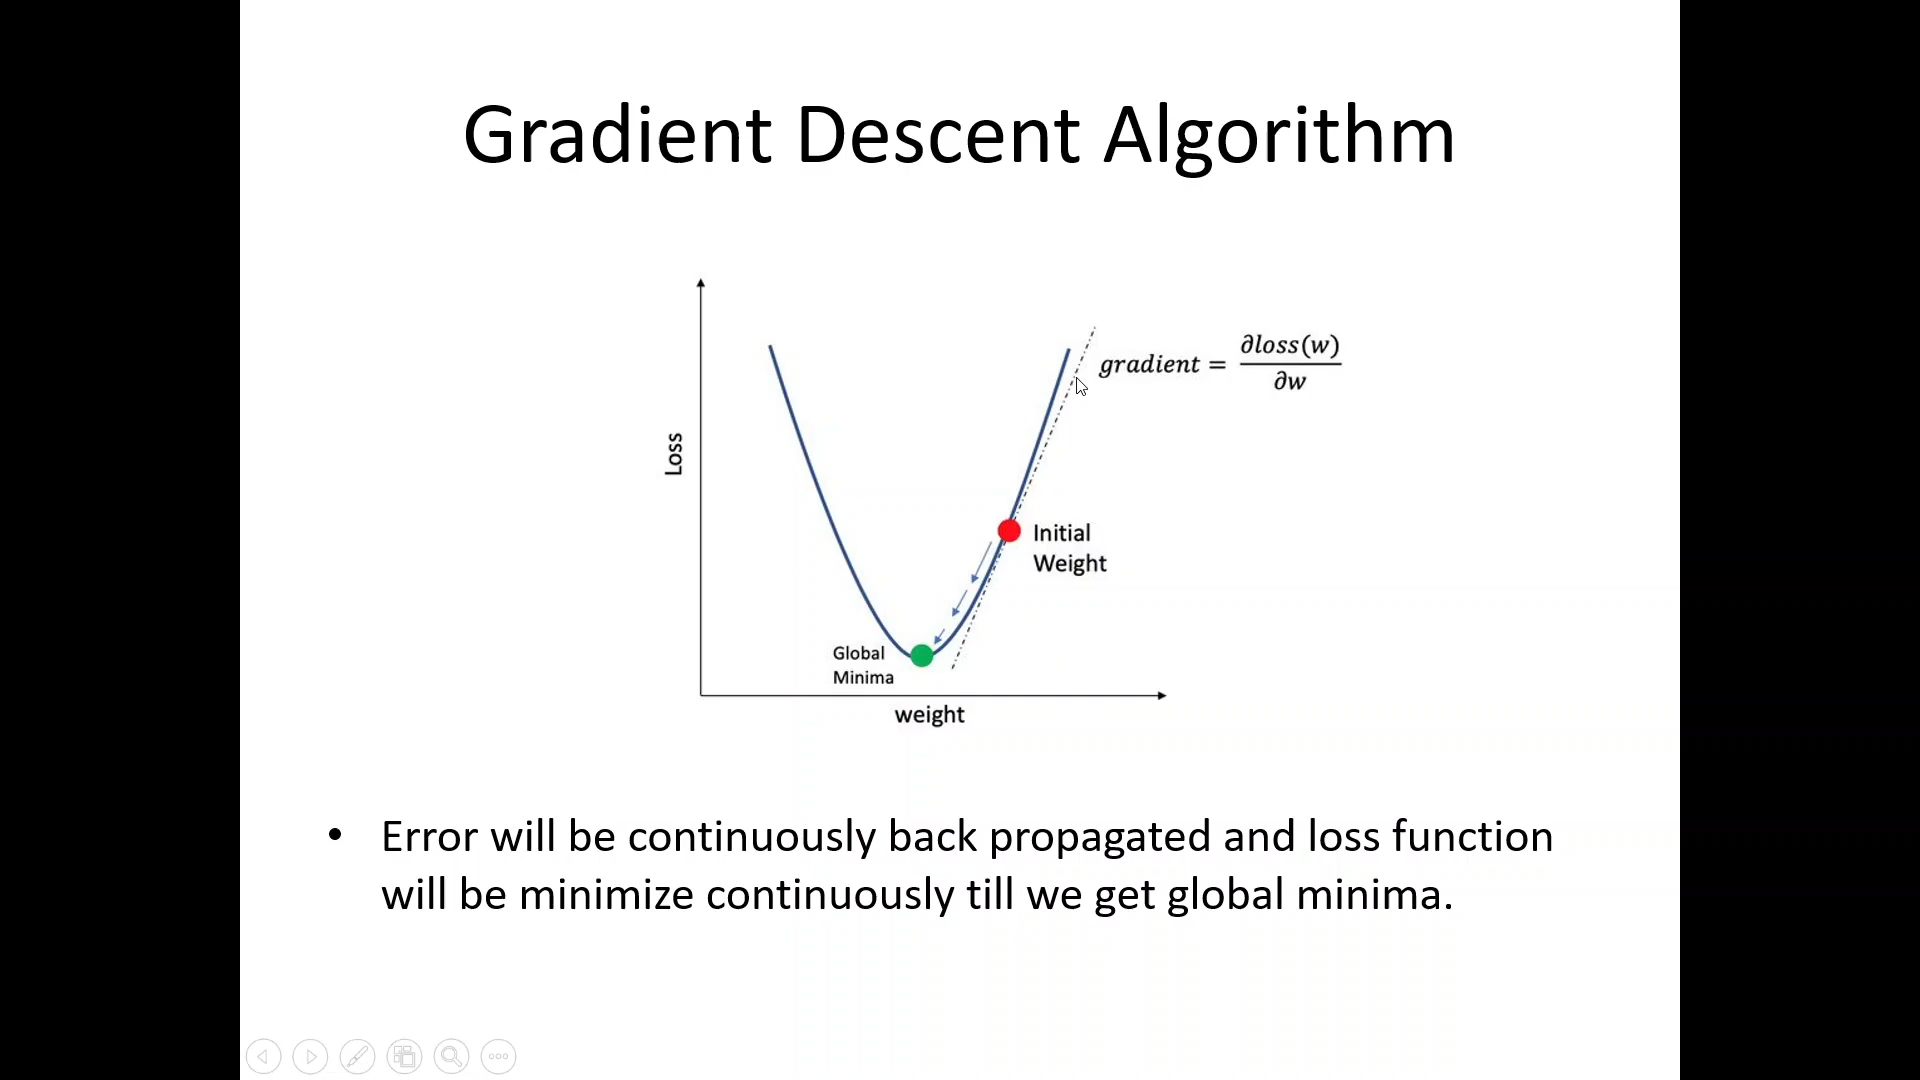 Gradient Descent Algorithm
gradient = ∂loss(w) / ∂w
Loss
Initial
Weight
Global
Minima
weight
• Error will be continuously back propagated and loss function
will be minimize continuously till we get global minima.